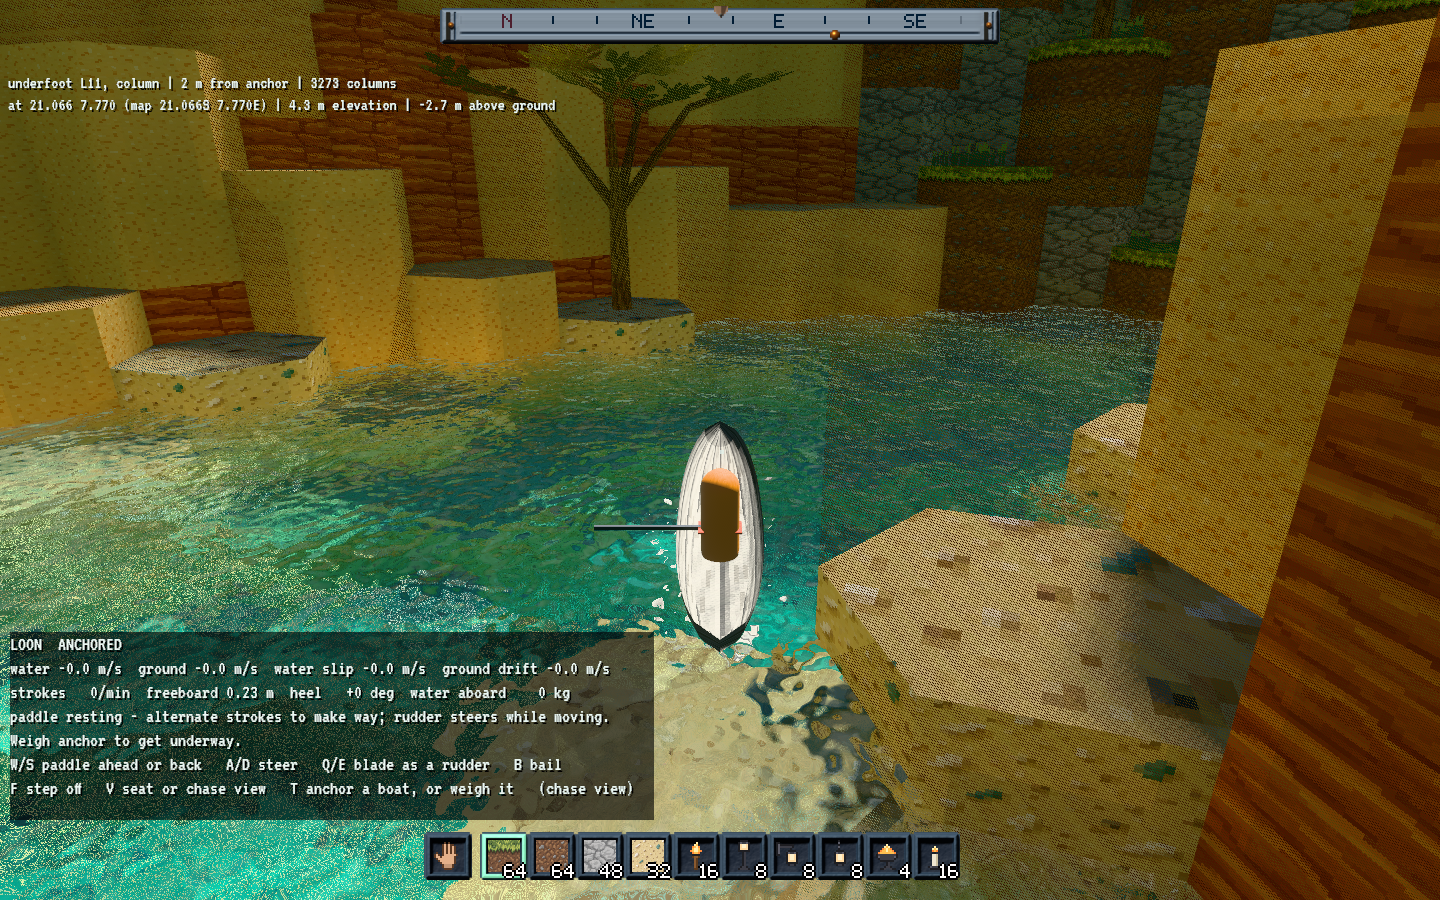 N NE E SE
underfoot L11, column | 2 m from anchor | 3273 columns
at 21.066 7.770 (map 21.066S 7.770E) | 4.3 m elevation | -2.7 m above ground
LOON ANCHORED
water -0.0 m/s ground -0.0 m/s water slip -0.0 m/s ground drift -0.0 m/s
strokes 0/min freeboard 0.23 m heel +0 deg water aboard 0 kg
paddle resting - alternate strokes to make way; rudder steers while moving.
Weigh anchor to get underway.
W/S paddle ahead or back A/D steer Q/E blade as a rudder B bail
F step off V seat or chase view T anchor a boat, or weigh it (chase view)
64 64 48 32 16 8 8 8 4 16